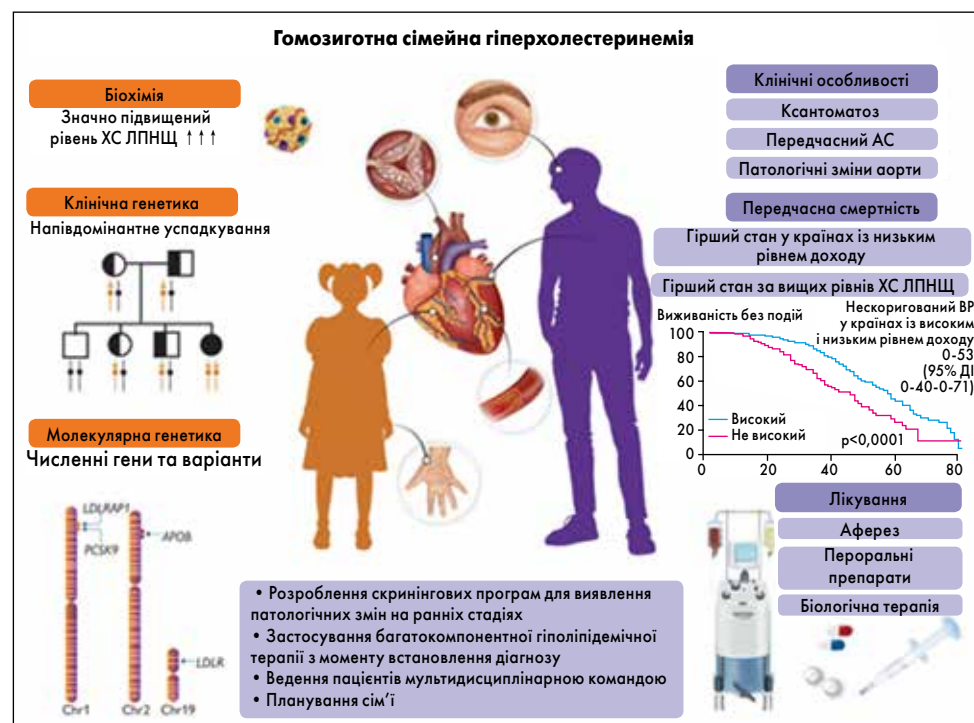 Гомозиготна сімейна гіперхолестеринемія
Біохімія
Значно підвищений
рівень ХС ЛПНЩ ↑↑↑
Клінічна генетика
Напівдомінантне успадкування
Молекулярна генетика
Численні гени та варіанти
LDLRAP1
PCSK9
APOB
LDLR
Chr1
Chr2
Chr19
• Розроблення скринінгових програм для виявлення
патологічних змін на ранніх стадіях
• Застосування багатокомпонентної гіполіпідемічної
терапії з моменту встановлення діагнозу
• Ведення пацієнтів мультидисциплінарною командою
• Планування сім’ї
Клінічні особливості
Ксантоматоз
Передчасний АС
Патологічні зміни аорти
Передчасна смертність
Гірший стан у країнах із низьким
рівнем доходу
Гірший стан за вищих рівнів ХС ЛПНЩ
Виживаність без подій
Нескоригований ВР
у країнах із високим
і низьким рівнем доходу
0-53
(95% ДІ
0-40-0-71)
100
80
60
40
20
0
Високий
Не високий
p<0,0001
0 20 40 60 80
Лікування
Аферез
Пероральні
препарати
Біологічна терапія